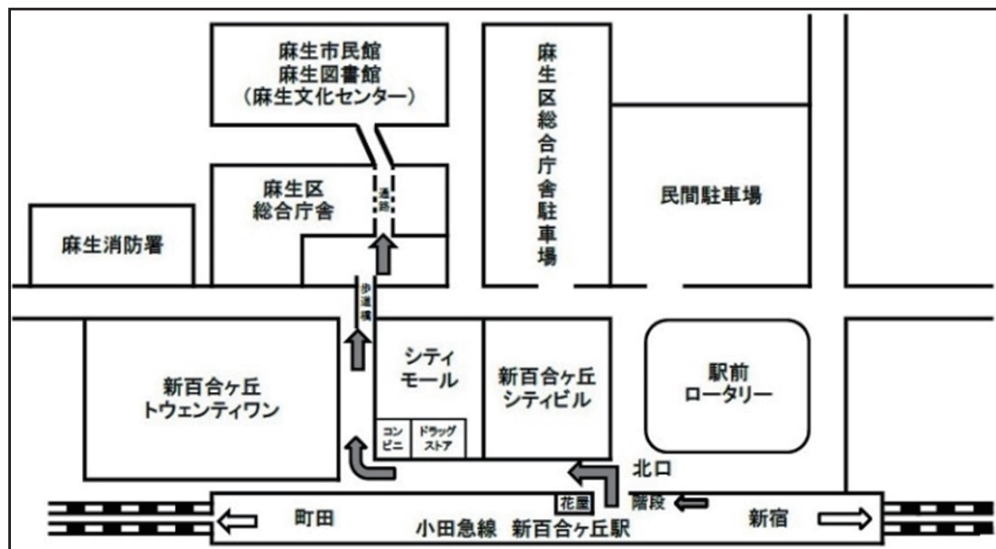 麻生市民館
麻生図書館
（麻生文化センター）
麻生区総合庁舎駐車場
民間駐車場
麻生区
総合庁舎
通路
麻生消防署
歩道橋
新百合ヶ丘
トウェンティワン
シティ
モール
コン
ビニ
ドラッグ
ストア
新百合ヶ丘
シティビル
駅前
ロータリー
北口
花屋
階段
町田
小田急線 新百合ヶ丘駅
新宿